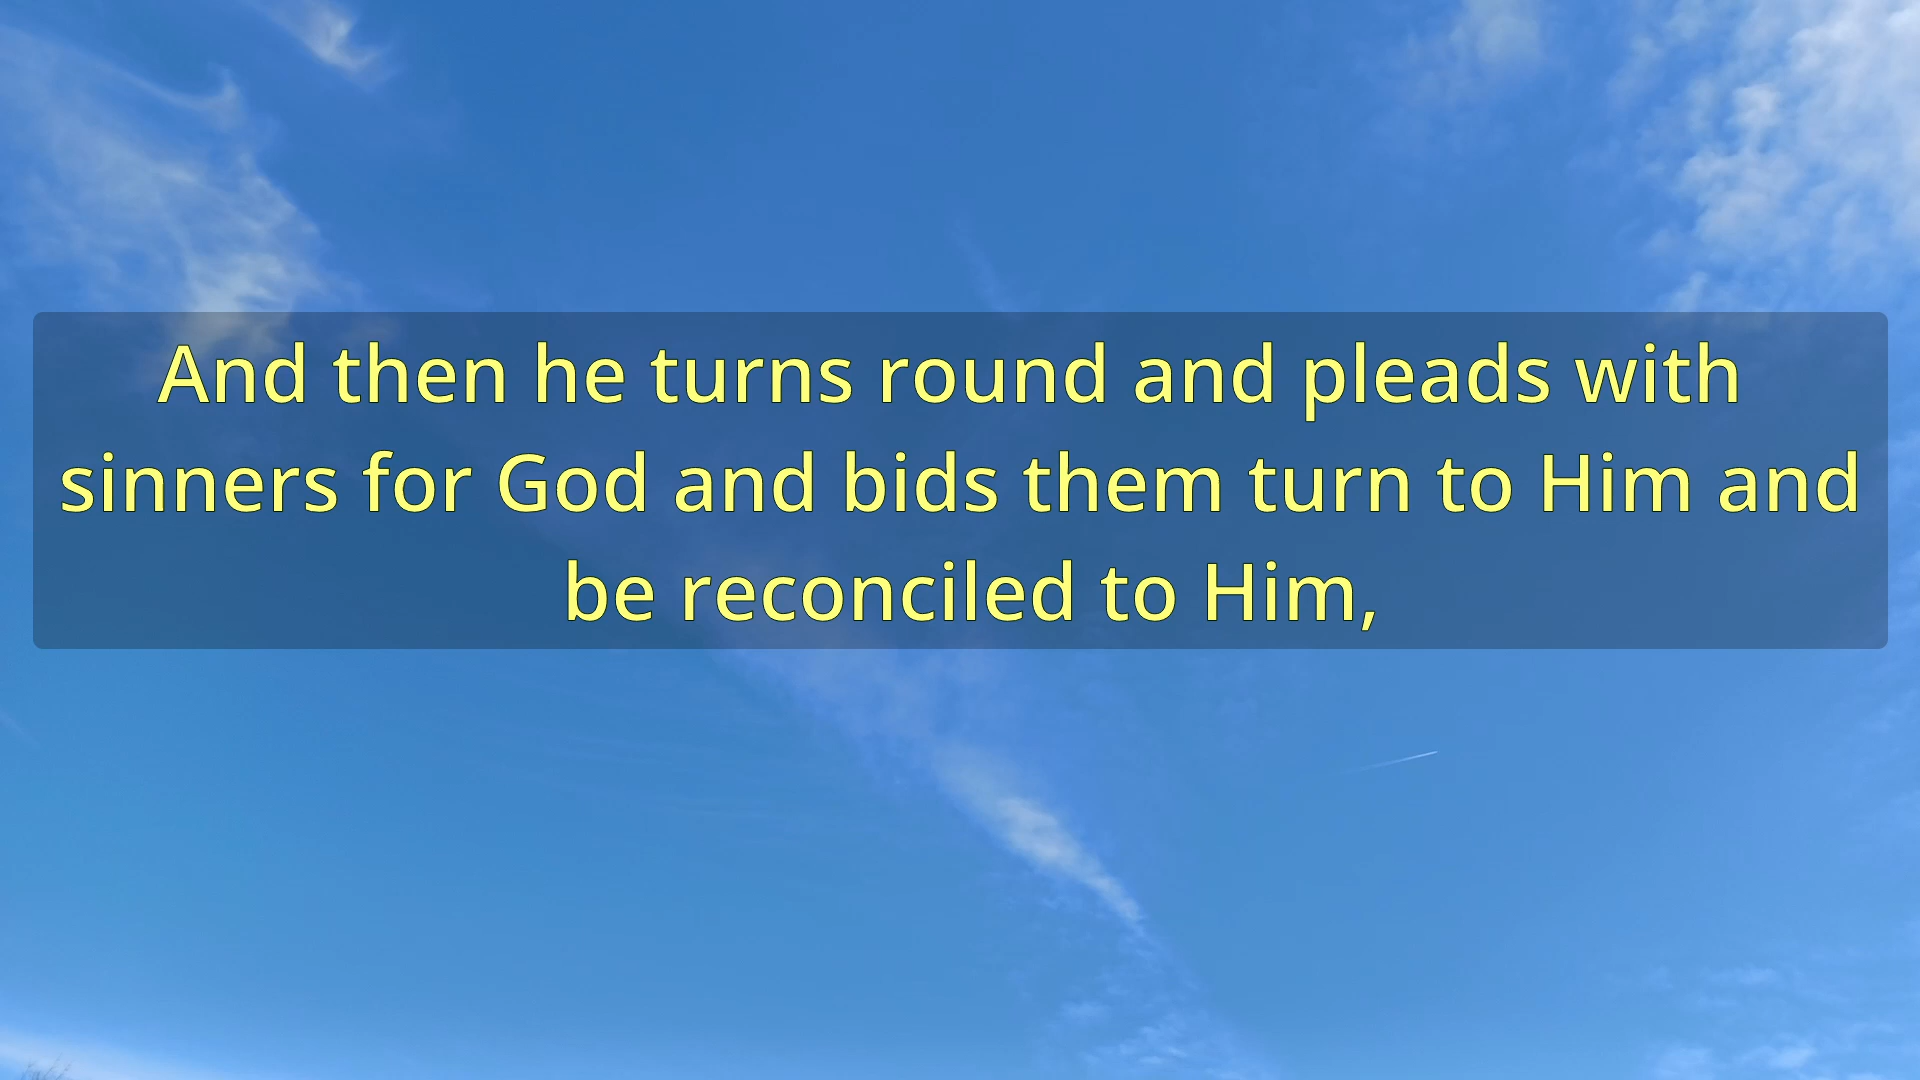 And then he turns round and pleads with
sinners for God and bids them turn to Him and
be reconciled to Him,